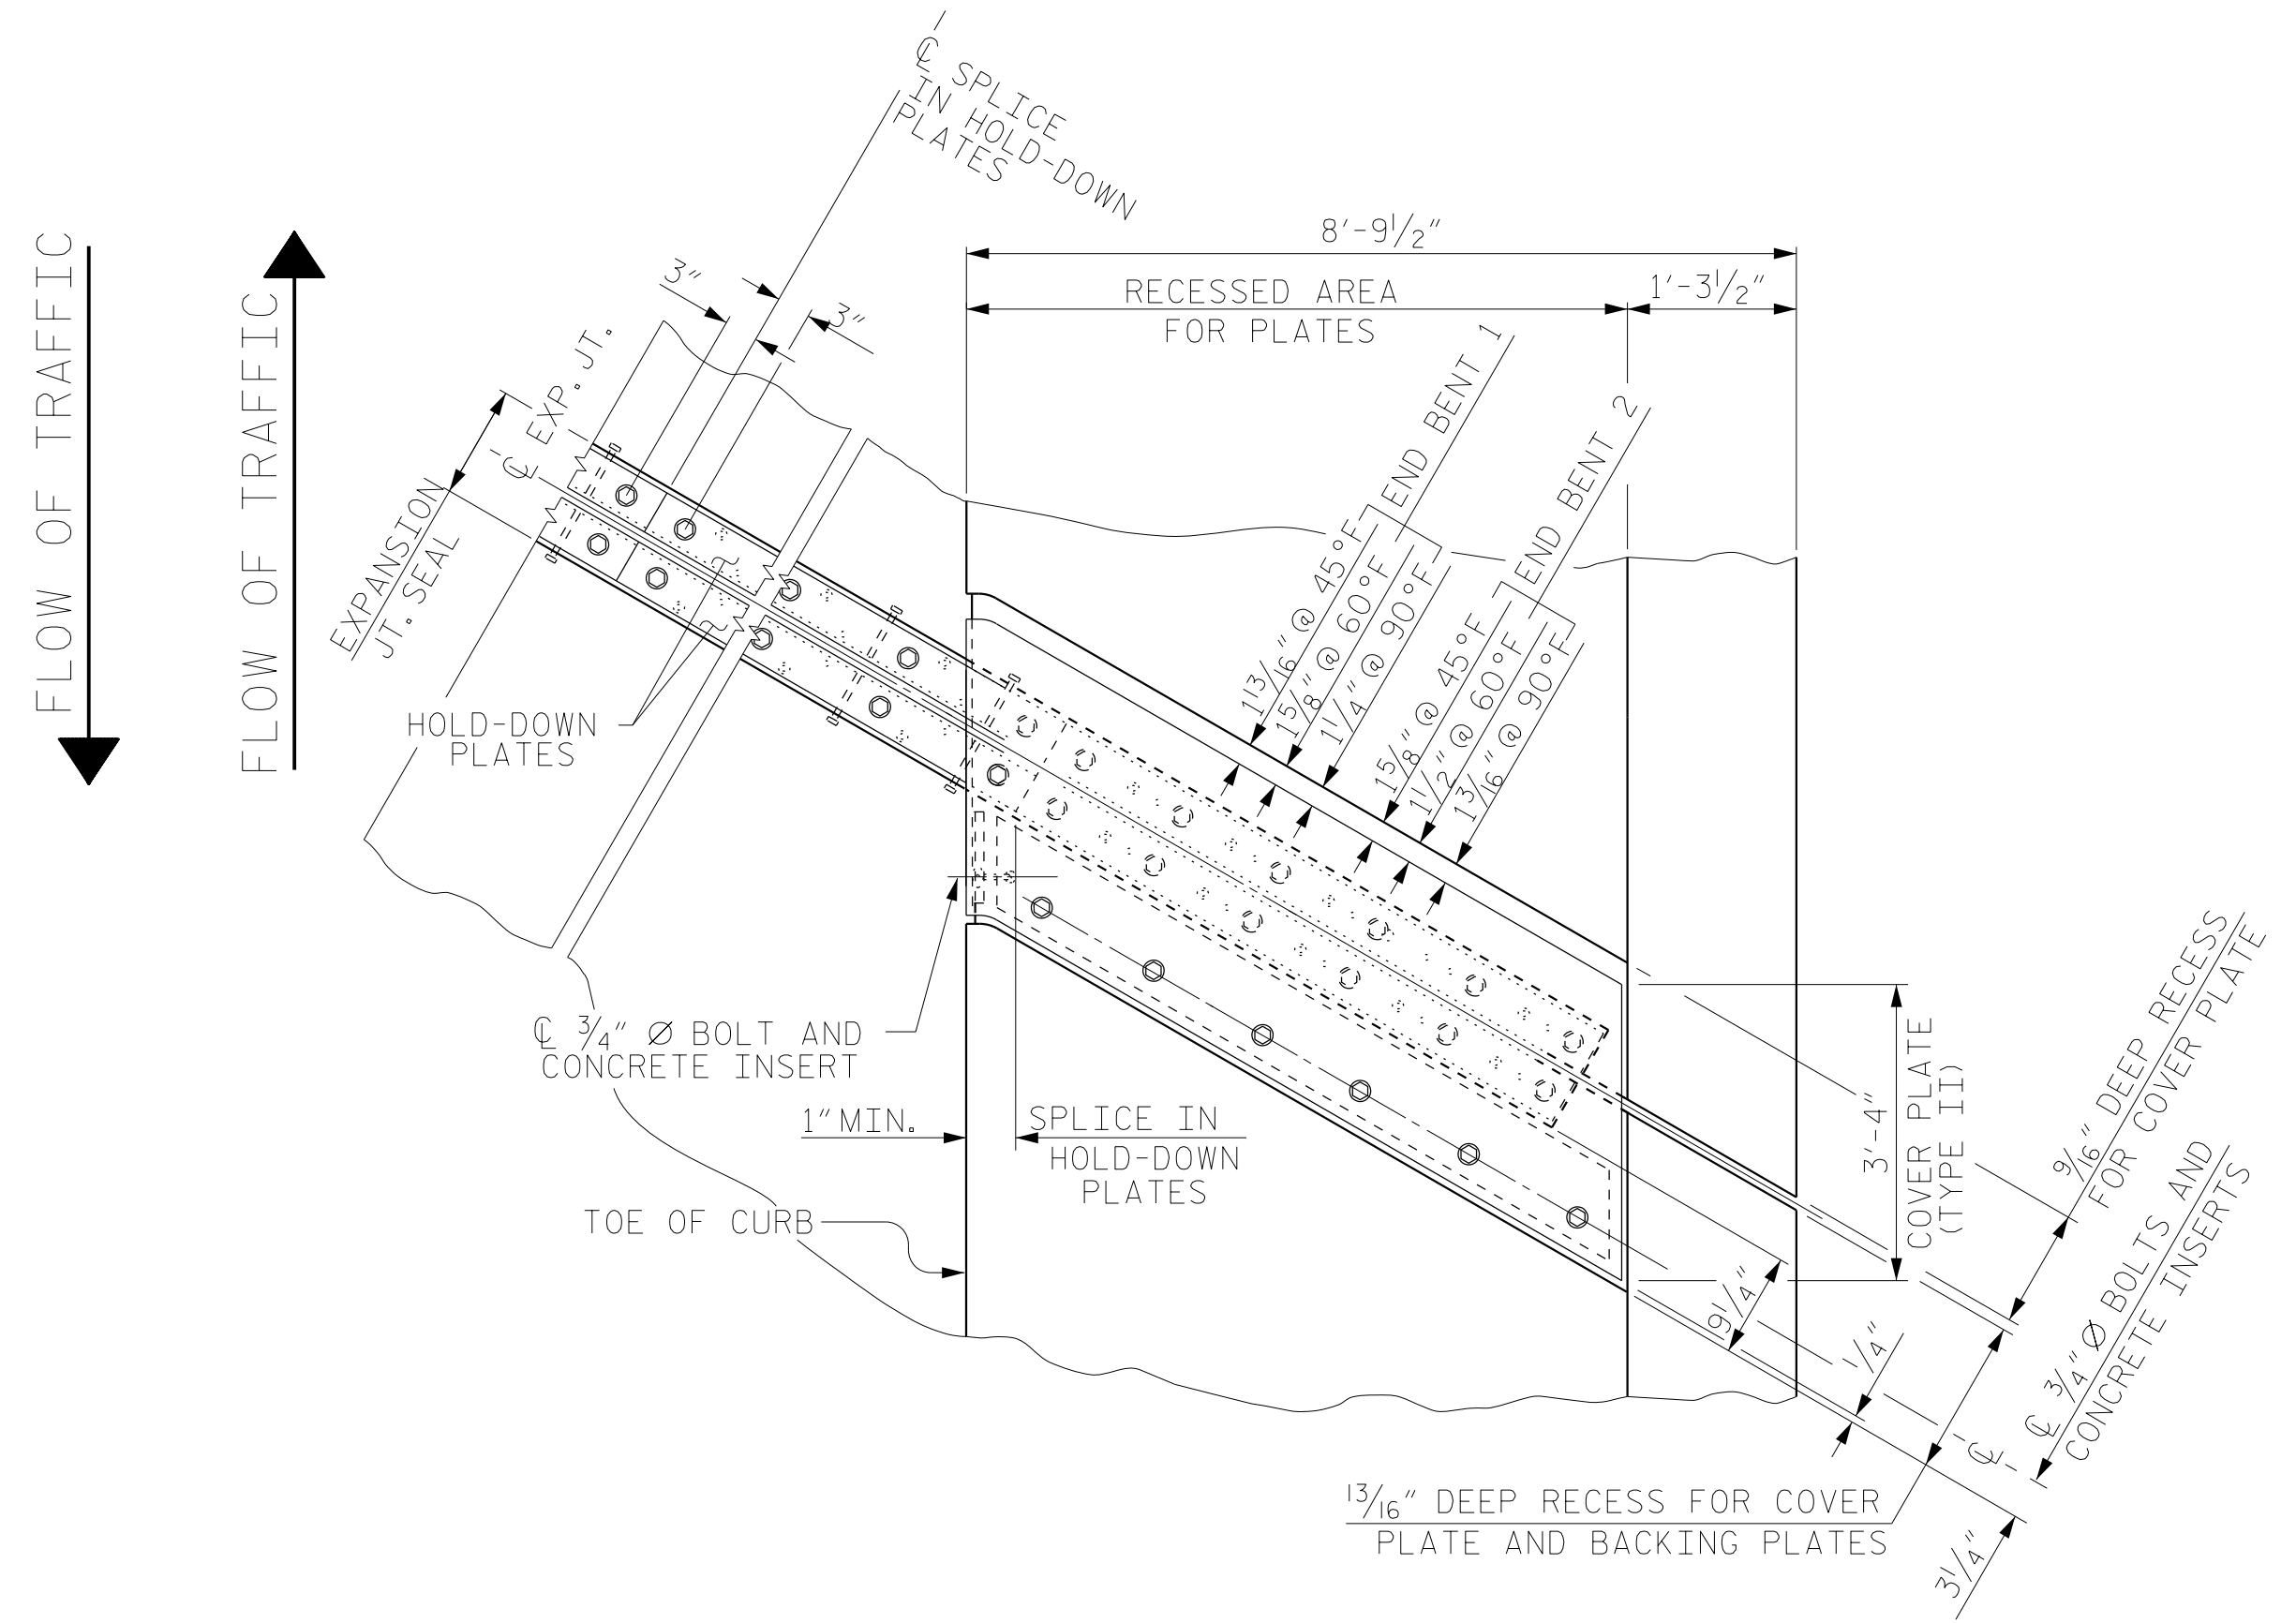 FLOW OF TRAFFIC
FLOW OF TRAFFIC
℄ SPLICE
IN HOLD-DOWN
PLATES
3"
3"
℄ EXP. JT.
EXPANSION
JT. SEAL
HOLD-DOWN
PLATES
8'-9 1/2"
RECESSED AREA
FOR PLATES
1'-3 1/2"
END BENT 1
1 13/16" @ 45°F
1 5/8" @ 60°F
1 1/4" @ 90°F
END BENT 2
1 5/8" @ 45°F
1 1/2" @ 60°F
1 3/16" @ 90°F
℄ 3/4" Ø BOLT AND
CONCRETE INSERT
1" MIN.
SPLICE IN
HOLD-DOWN
PLATES
TOE OF CURB
3'-4"
COVER PLATE
(TYPE II)
9/16" DEEP RECESS
FOR COVER PLATE
℄ 3/4" Ø BOLTS AND
CONCRETE INSERTS
9 1/4"
1/4"
℄
13/16" DEEP RECESS FOR COVER
PLATE AND BACKING PLATES
3 1/4"